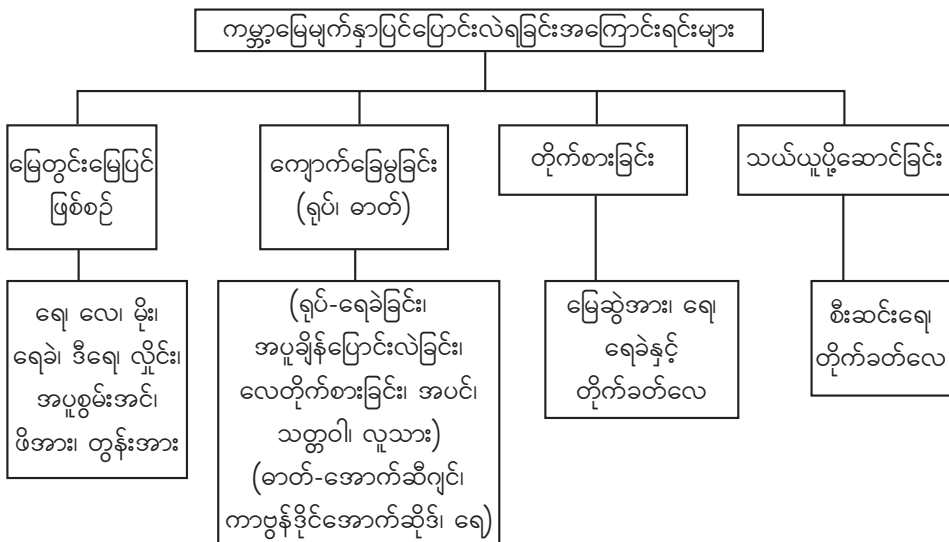 ကမ္ဘာ့မြေမျက်နှာပြင်ပြောင်းလဲရခြင်းအကြောင်းရင်းများ
မြေတွင်းမြေပြင်
ဖြစ်စဉ်
ကျောက်ခြေမွခြင်း
(ရုပ်၊ ဓာတ်)
တိုက်စားခြင်း
သယ်ယူပို့ဆောင်ခြင်း
ရေ၊ လေ၊ မိုး၊
ရေခဲ၊ ဒီရေ၊ လှိုင်း၊
အပူစွမ်းအင်၊
ဖိအား၊ တွန်းအား
(ရုပ်-ရေခဲခြင်း၊
အပူချိန်ပြောင်းလဲခြင်း၊
လေတိုက်စားခြင်း၊ အပင်၊
သတ္တဝါ၊ လူသား)
(ဓာတ်-အောက်ဆီဂျင်၊
ကာဗွန်ဒိုင်အောက်ဆိုဒ်၊ ရေ)
မြေဆွဲအား၊ ရေ၊
ရေခဲနှင့်
တိုက်ခတ်လေ
စီးဆင်းရေ၊
တိုက်ခတ်လေ